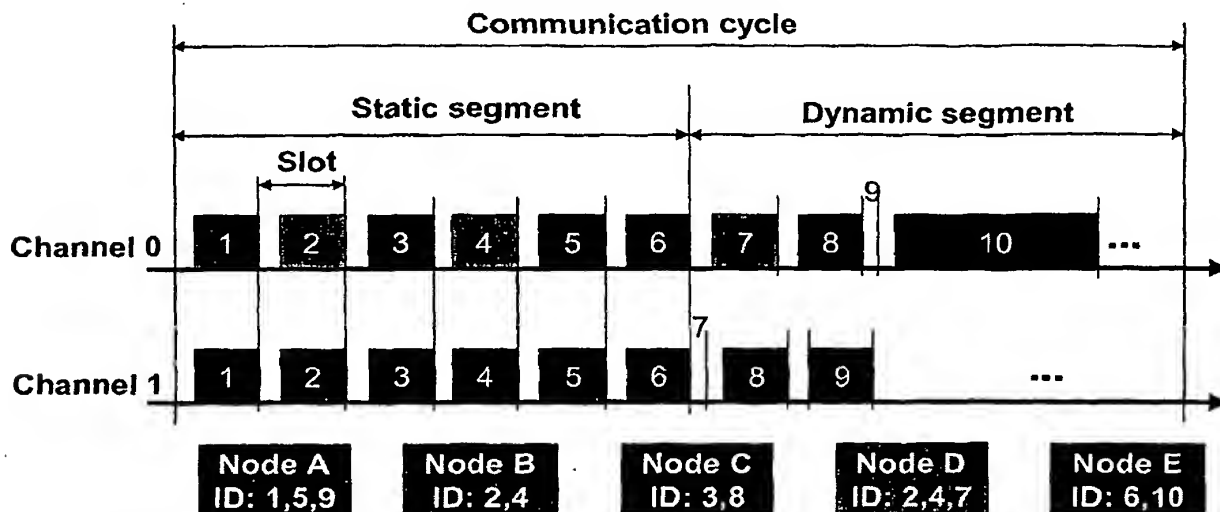 Communication cycle
Static segment
Dynamic segment
Slot
9
Channel 0
1 2 3 4 5 6 7 8 10 ...
7
Channel 1
1 2 3 4 5 6 8 9 ...
Node A
ID: 1,5,9
Node B
ID: 2,4
Node C
ID: 3,8
Node D
ID: 2,4,7
Node E
ID: 6,10